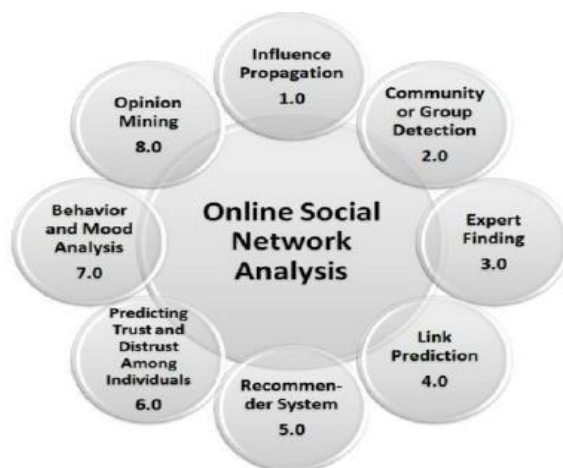 Influence
Propagation
1.0
Community
or Group
Detection
2.0
Expert
Finding
3.0
Link
Prediction
4.0
Recommen-
der System
5.0
Predicting
Trust and
Distrust
Among
Individuals
6.0
Behavior
and Mood
Analysis
7.0
Opinion
Mining
8.0
Online Social
Network
Analysis